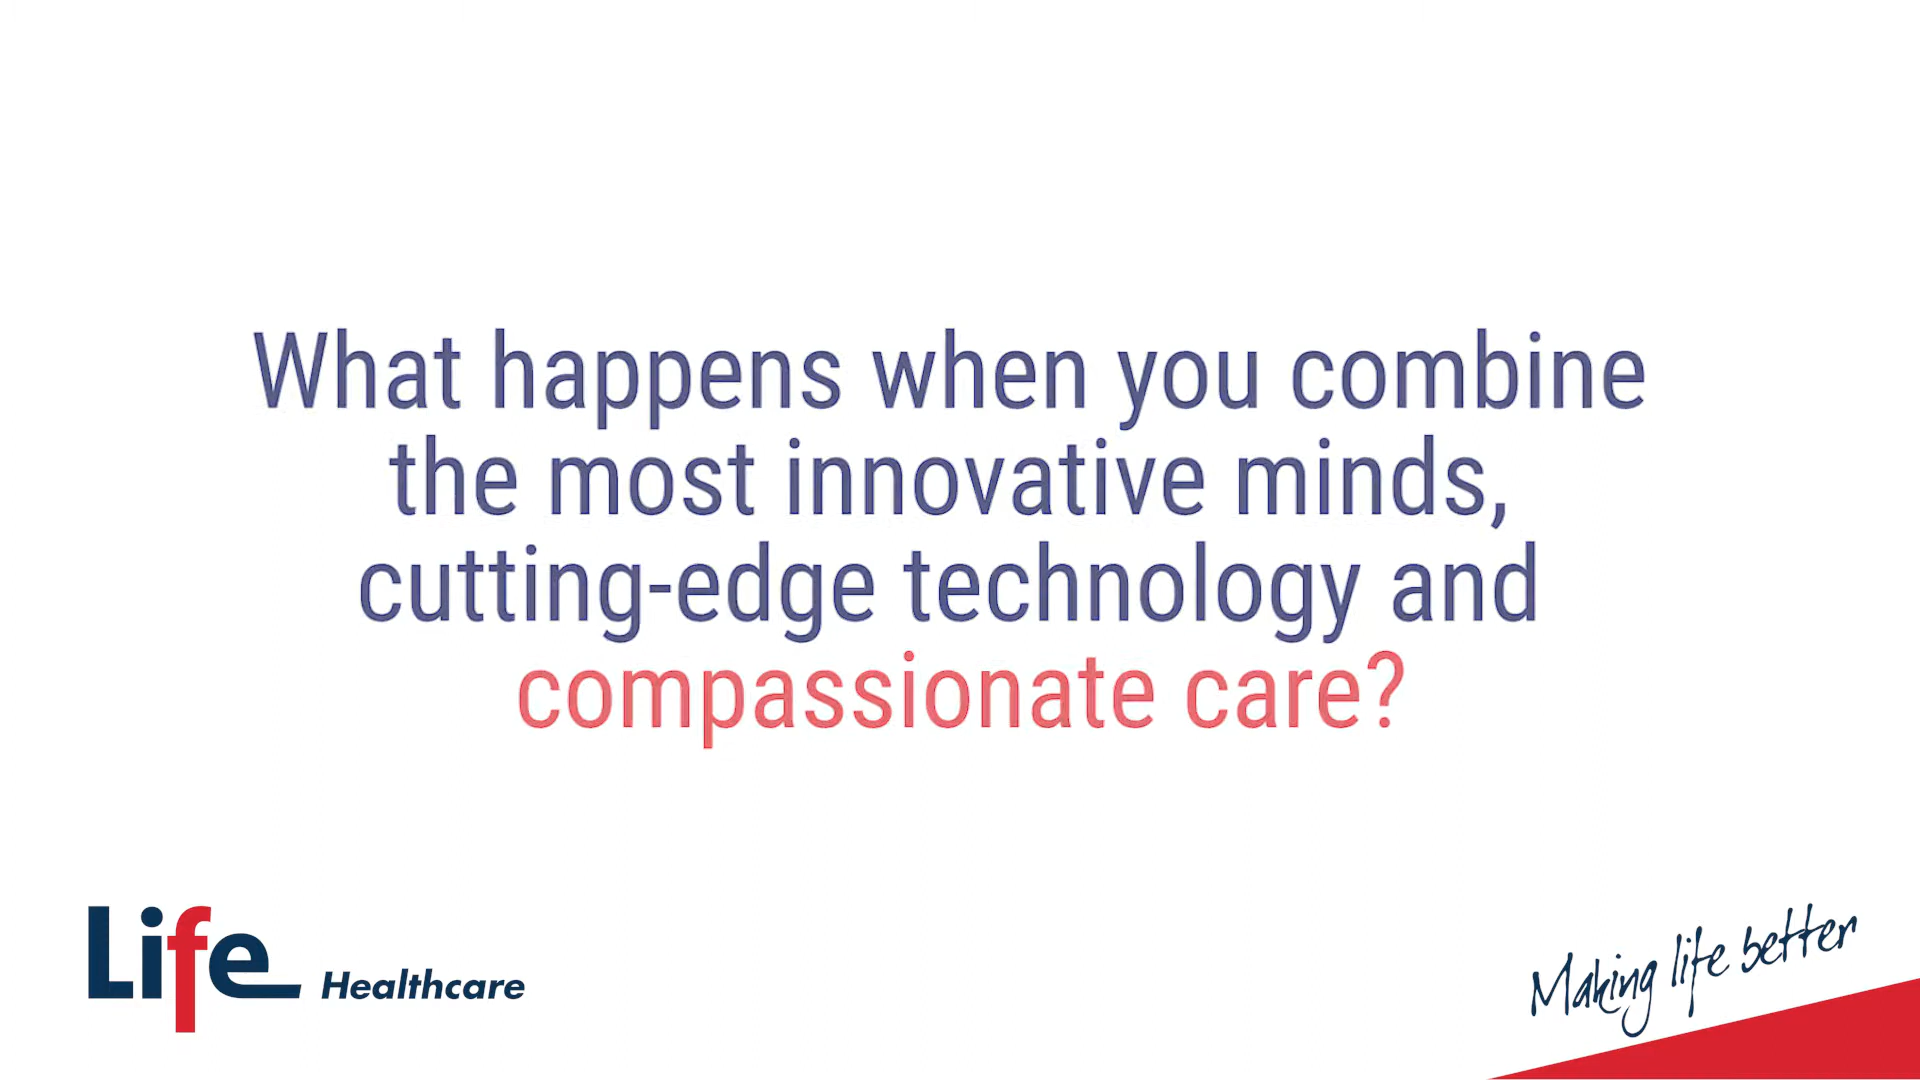 What happens when you combine
the most innovative minds,
cutting-edge technology and
compassionate care?
Life Healthcare
Making life better